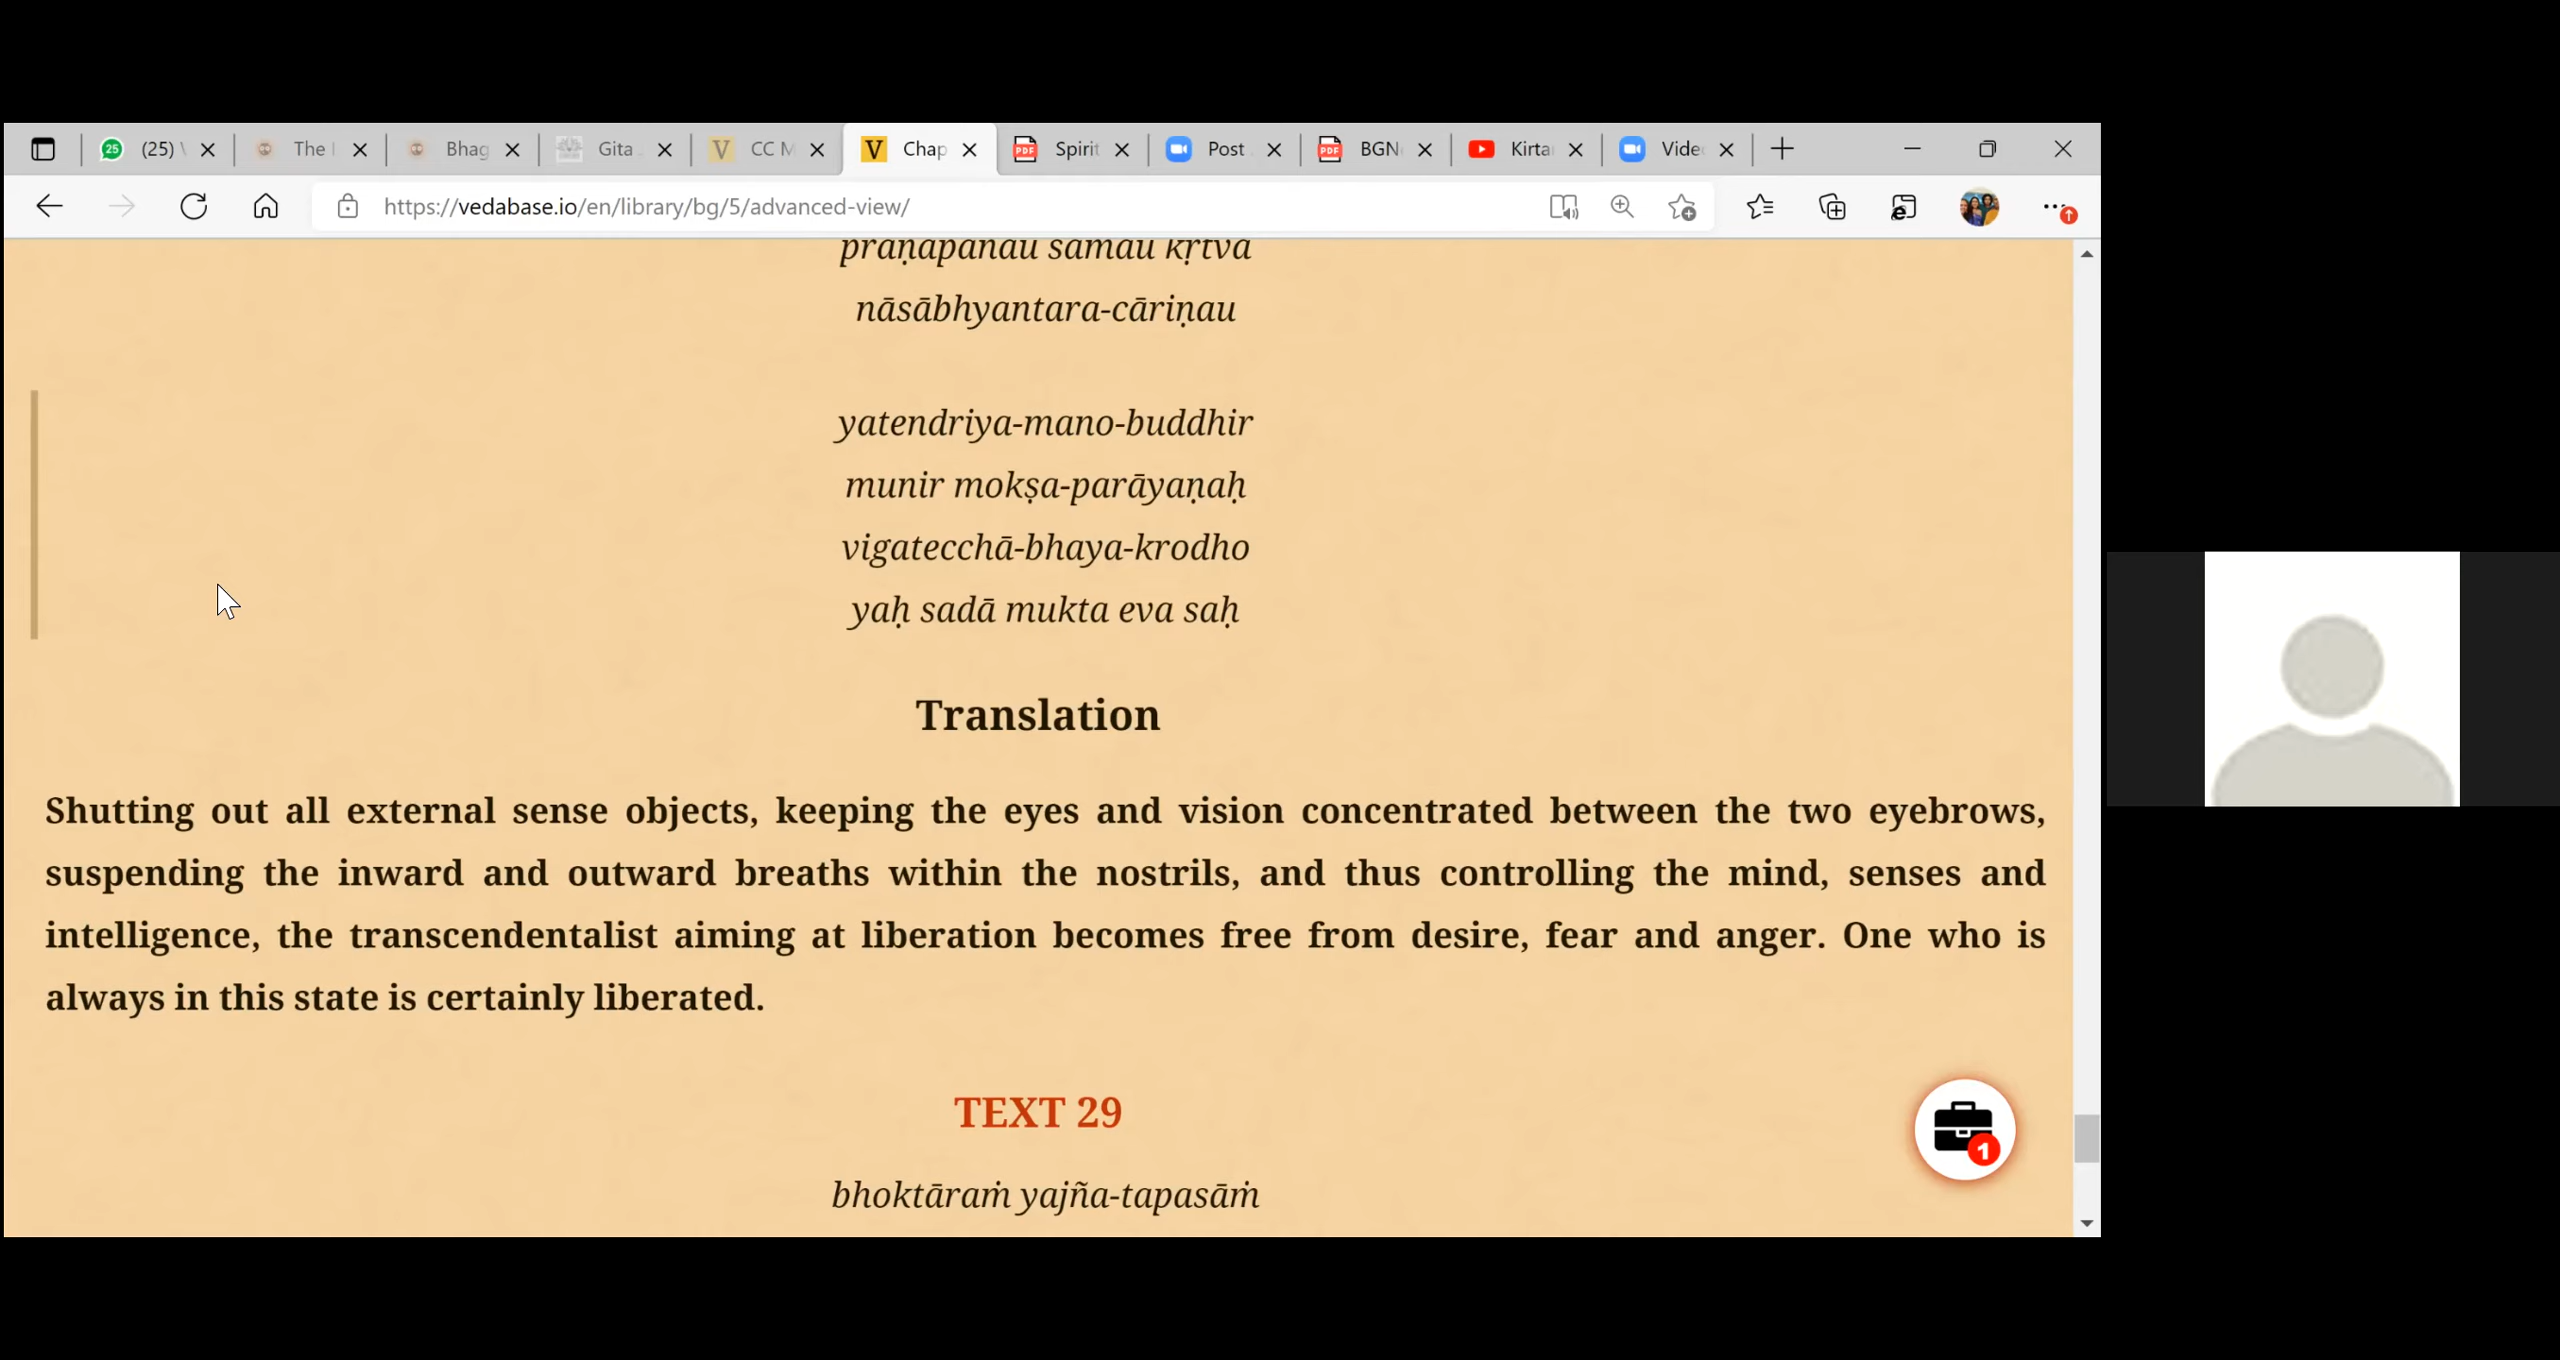 25 (25) The Bhag Gita CC M Chap Spirit Post BGN Kirta Vide
https://vedabase.io/en/library/bg/5/advanced-view/
prāṇāpānau samau kṛtvā
nāsābhyantara-cāriṇau
yatendriya-mano-buddhir
munir mokṣa-parāyaṇaḥ
vigatecchā-bhaya-krodho
yaḥ sadā mukta eva saḥ
Translation
Shutting out all external sense objects, keeping the eyes and vision concentrated between the two eyebrows,
suspending the inward and outward breaths within the nostrils, and thus controlling the mind, senses and
intelligence, the transcendentalist aiming at liberation becomes free from desire, fear and anger. One who is
always in this state is certainly liberated.
TEXT 29
bhoktāraṁ yajña-tapasāṁ
1